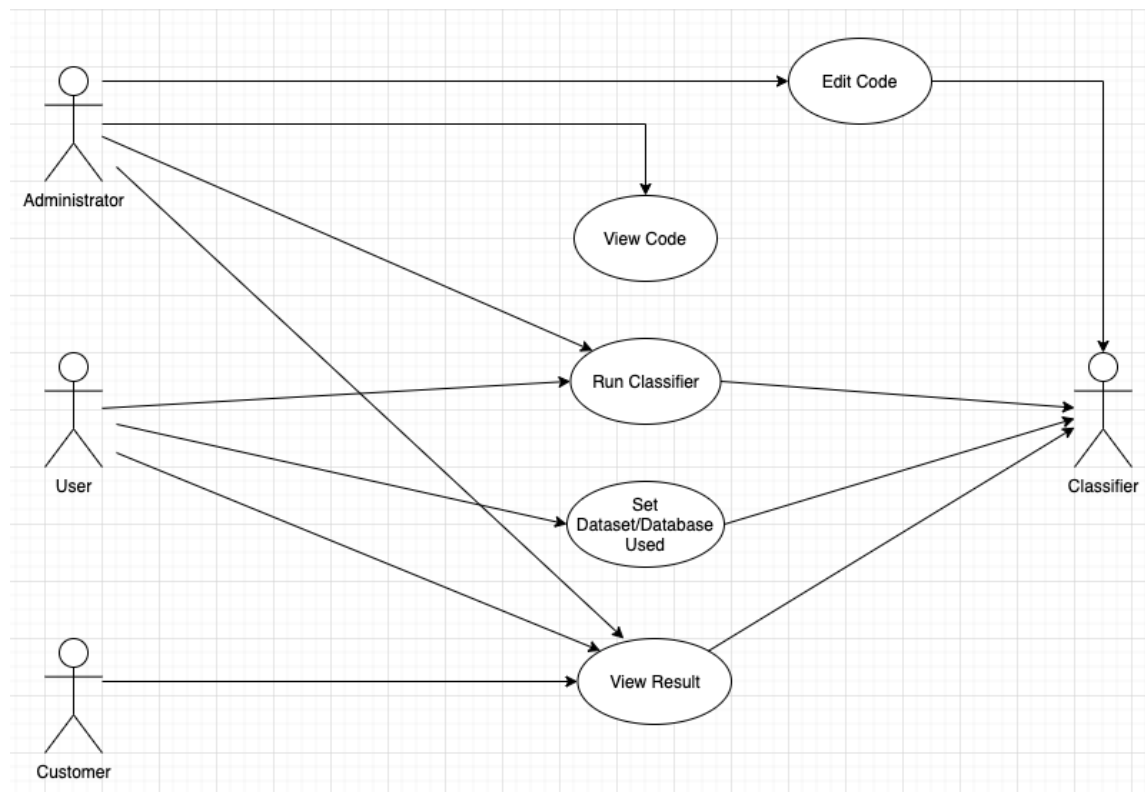 Edit Code
Administrator
View Code
Run Classifier
User
Classifier
Set
Dataset/Database
Used
View Result
Customer